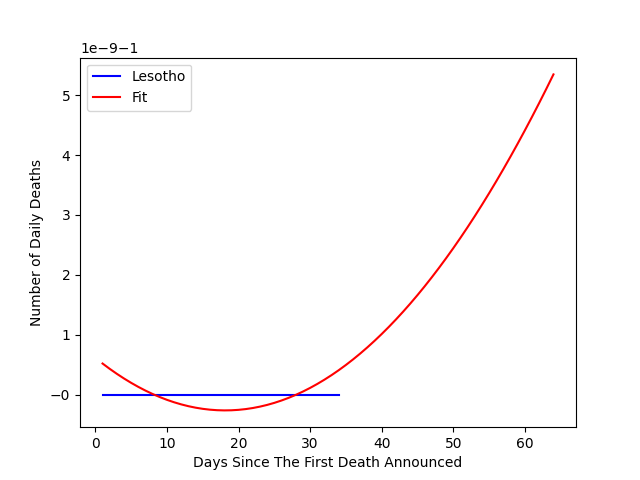 1e−9−1
Lesotho
Fit
Number of Daily Deaths
5
4
3
2
1
−0
0 10 20 30 40 50 60
Days Since The First Death Announced